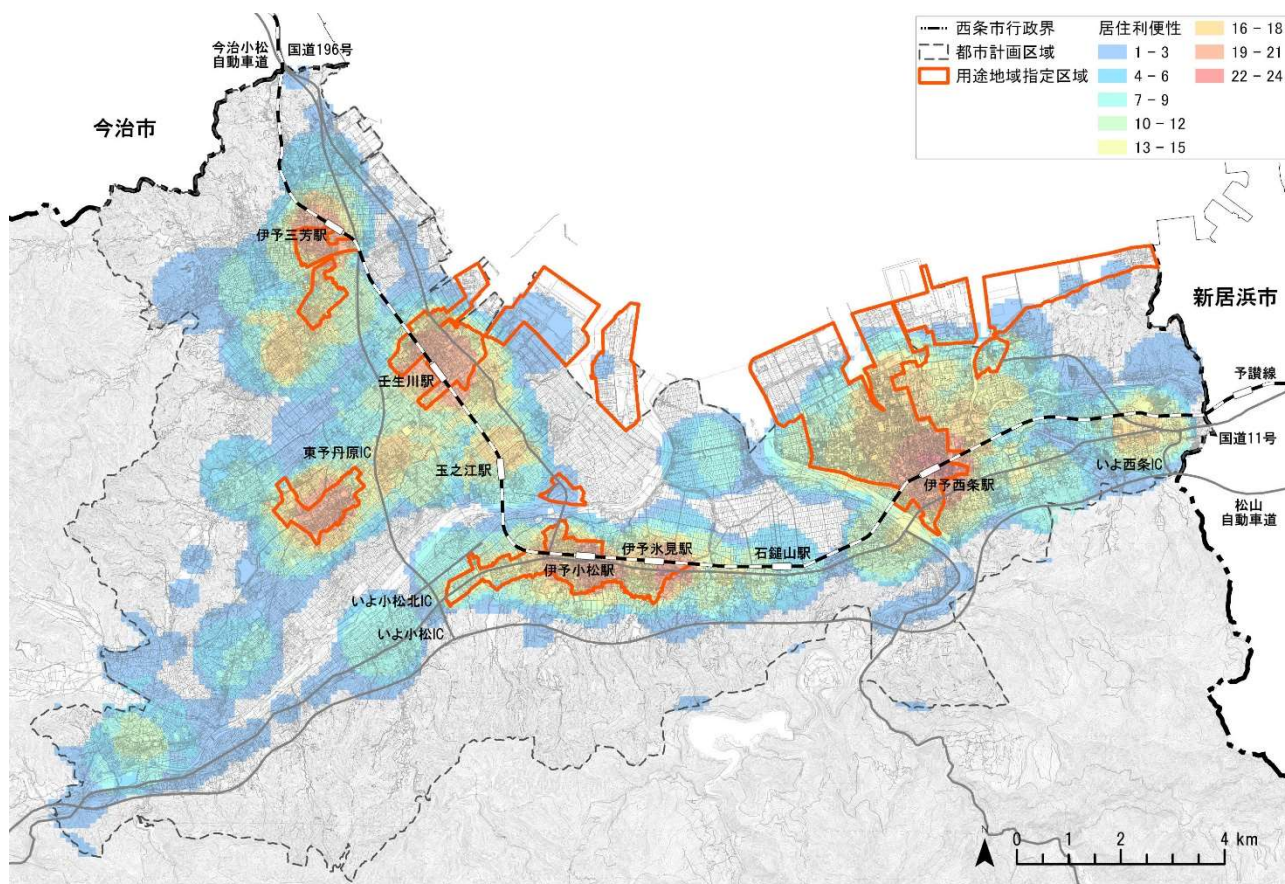 西条市行政界
都市計画区域
用途地域指定区域
居住利便性
1 - 3
4 - 6
7 - 9
10 - 12
13 - 15
16 - 18
19 - 21
22 - 24
今治小松
自動車道
国道196号
今治市
伊予三芳駅
壬生川駅
新居浜市
予讃線
国道11号
東予丹原IC
玉之江駅
伊予西条駅
いよ西条IC
松山
自動車道
伊予氷見駅
石鎚山駅
伊予小松駅
いよ小松北IC
いよ小松IC
N
0 1 2 4 km